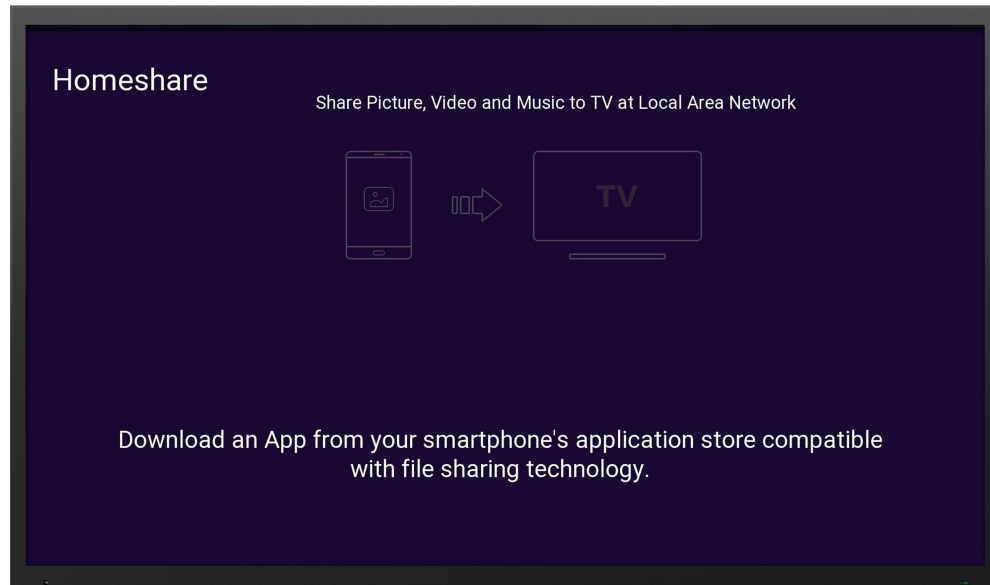 Homeshare
Share Picture, Video and Music to TV at Local Area Network
TV
Download an App from your smartphone's application store compatible
with file sharing technology.